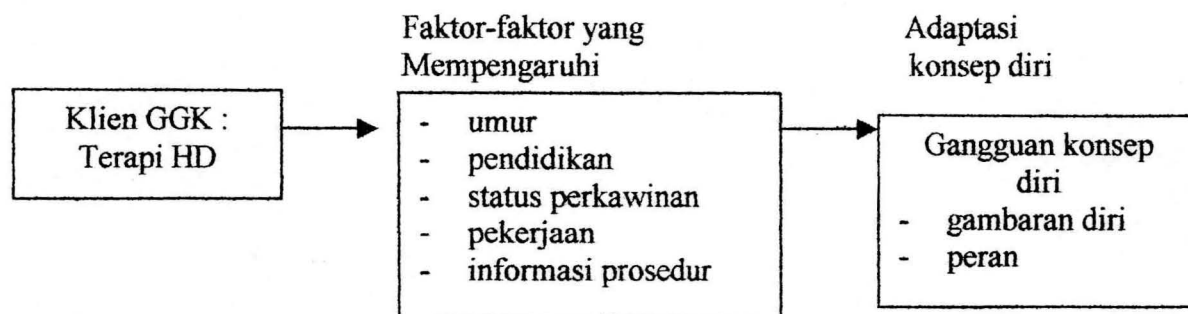 Klien GGK :
Terapi HD
Faktor-faktor yang
Mempengaruhi
- umur
- pendidikan
- status perkawinan
- pekerjaan
- informasi prosedur
Adaptasi
konsep diri
Gangguan konsep
diri
- gambaran diri
- peran